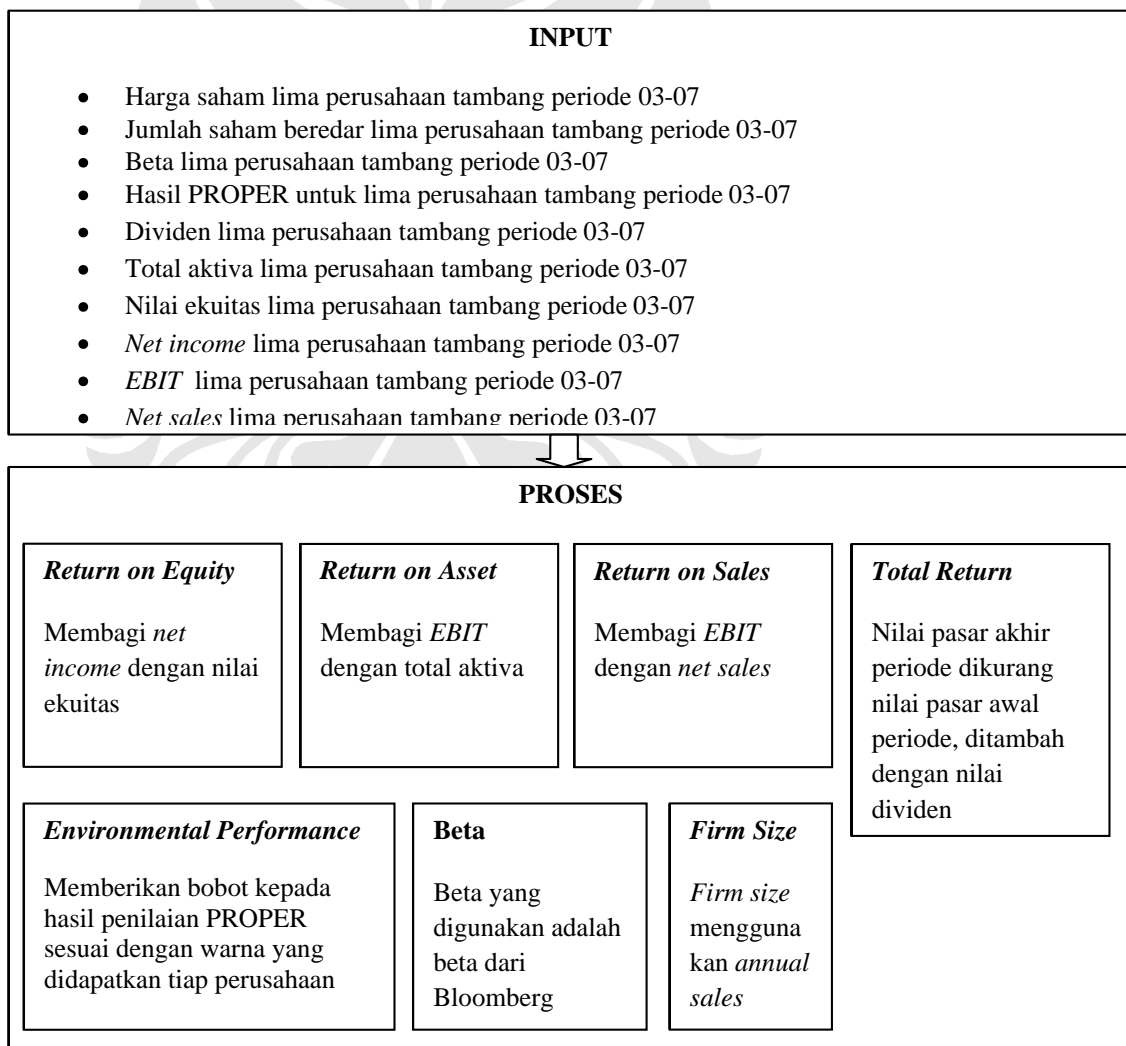 INPUT
• Harga saham lima perusahaan tambang periode 03-07
• Jumlah saham beredar lima perusahaan tambang periode 03-07
• Beta lima perusahaan tambang periode 03-07
• Hasil PROPER untuk lima perusahaan tambang periode 03-07
• Dividen lima perusahaan tambang periode 03-07
• Total aktiva lima perusahaan tambang periode 03-07
• Nilai ekuitas lima perusahaan tambang periode 03-07
• Net income lima perusahaan tambang periode 03-07
• EBIT lima perusahaan tambang periode 03-07
• Net sales lima perusahaan tambang periode 03-07
PROSES
Return on Equity
Membagi net
income dengan nilai
ekuitas
Return on Asset
Membagi EBIT
dengan total aktiva
Return on Sales
Membagi EBIT
dengan net sales
Total Return
Nilai pasar akhir
periode dikurang
nilai pasar awal
periode, ditambah
dengan nilai
dividen
Environmental Performance
Memberikan bobot kepada
hasil penilaian PROPER
sesuai dengan warna yang
didapatkan tiap perusahaan
Beta
Beta yang
digunakan adalah
beta dari
Bloomberg
Firm Size
Firm size
mengguna
kan annual
sales